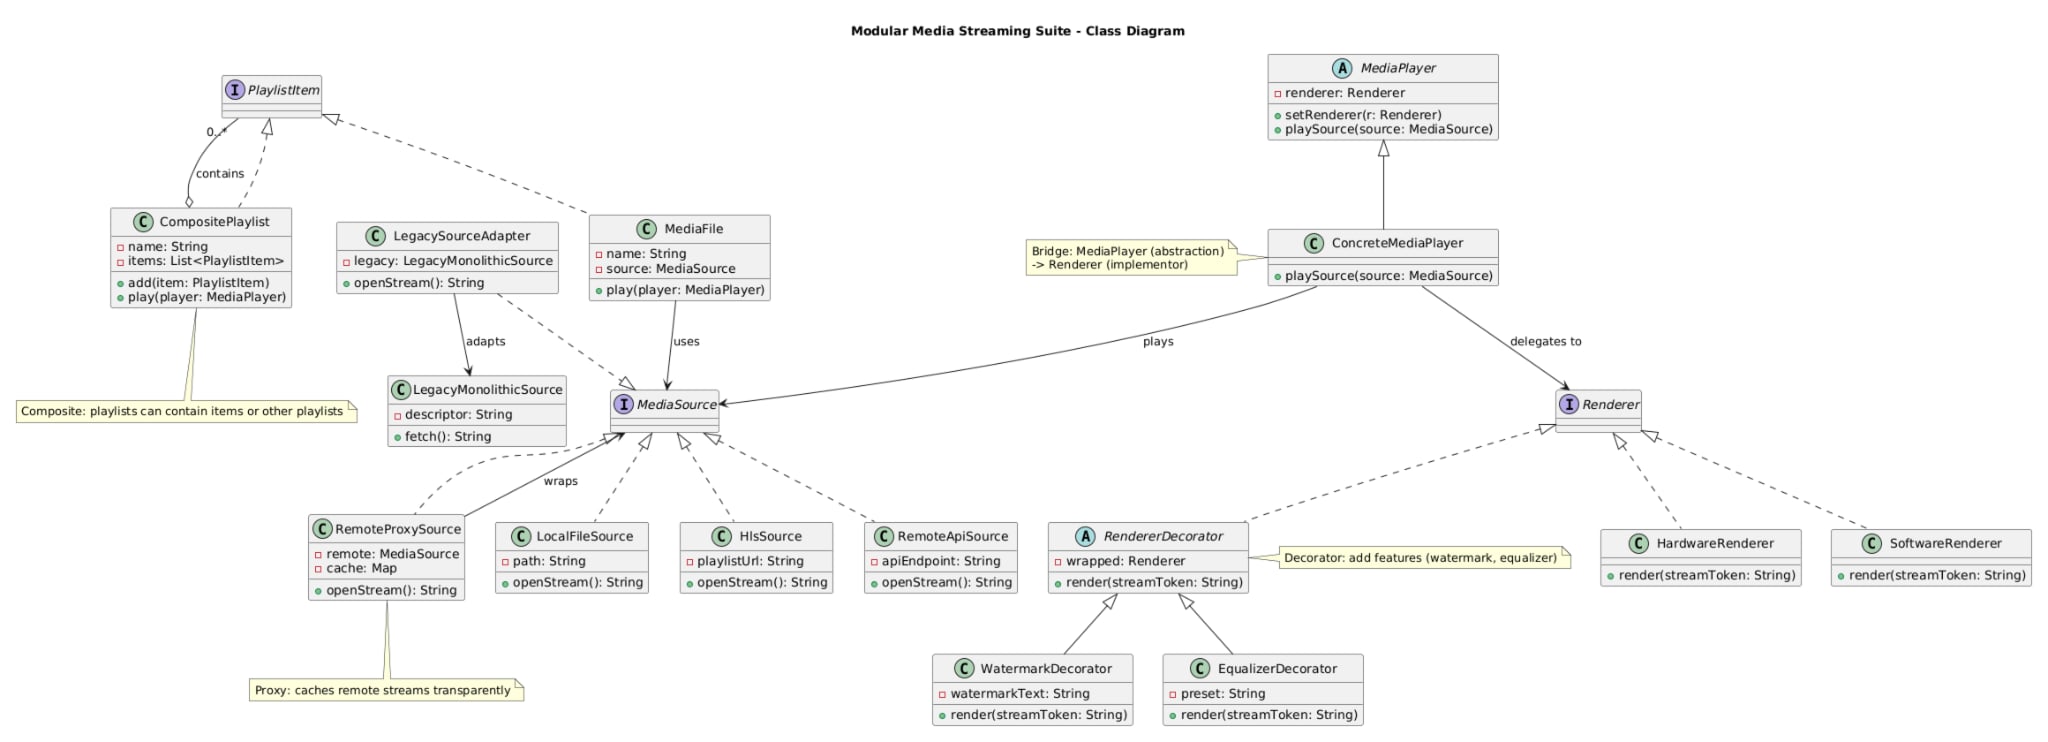 Modular Media Streaming Suite - Class Diagram
I PlaylistItem
0..*
contains
A MediaPlayer
renderer: Renderer
setRenderer(r: Renderer)
playSource(source: MediaSource)
C CompositePlaylist
name: String
items: List<PlaylistItem>
add(item: PlaylistItem)
play(player: MediaPlayer)
C LegacySourceAdapter
legacy: LegacyMonolithicSource
openStream(): String
C MediaFile
name: String
source: MediaSource
play(player: MediaPlayer)
Bridge: MediaPlayer (abstraction)
-> Renderer (implementor)
C ConcreteMediaPlayer
playSource(source: MediaSource)
adapts
uses
plays
delegates to
Composite: playlists can contain items or other playlists
C LegacyMonolithicSource
descriptor: String
fetch(): String
I MediaSource
I Renderer
wraps
C RemoteProxySource
remote: MediaSource
cache: Map
openStream(): String
C LocalFileSource
path: String
openStream(): String
C HlsSource
playlistUrl: String
openStream(): String
C RemoteApiSource
apiEndpoint: String
openStream(): String
A RendererDecorator
wrapped: Renderer
render(streamToken: String)
Decorator: add features (watermark, equalizer)
C HardwareRenderer
render(streamToken: String)
C SoftwareRenderer
render(streamToken: String)
Proxy: caches remote streams transparently
C WatermarkDecorator
watermarkText: String
render(streamToken: String)
C EqualizerDecorator
preset: String
render(streamToken: String)